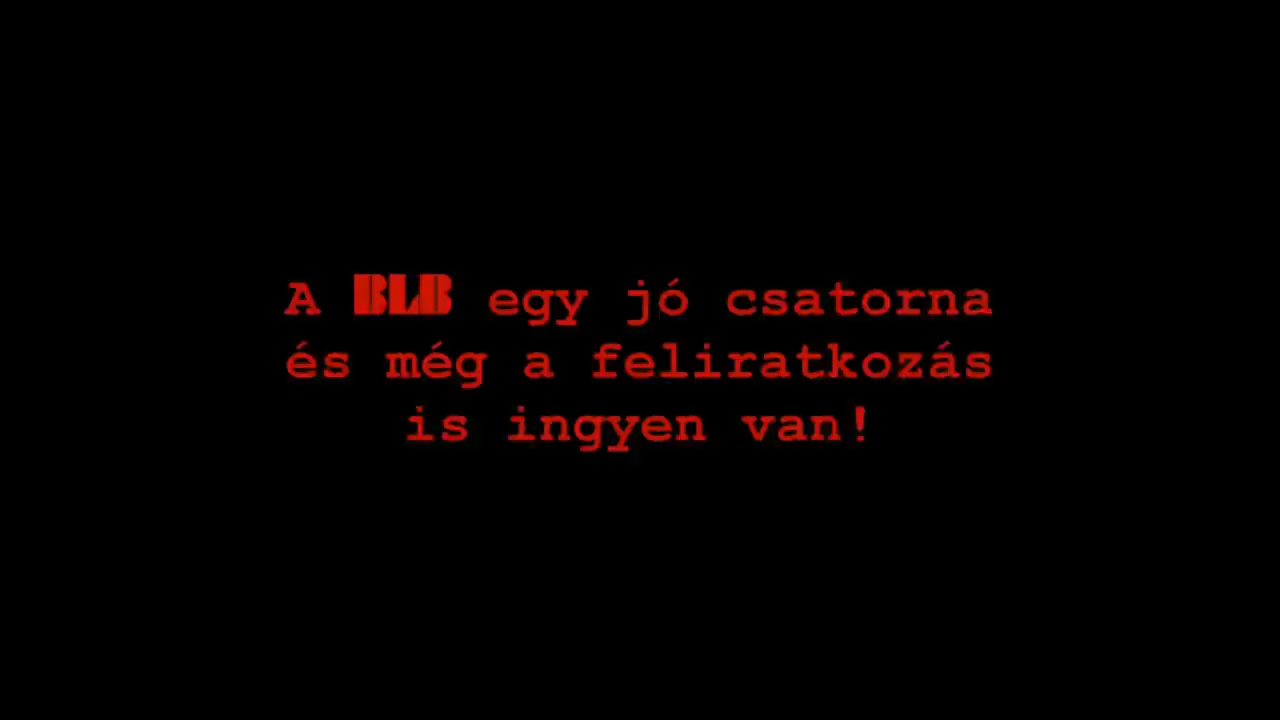 A BLB egy jó csatorna
és még a feliratkozás
is ingyen van!